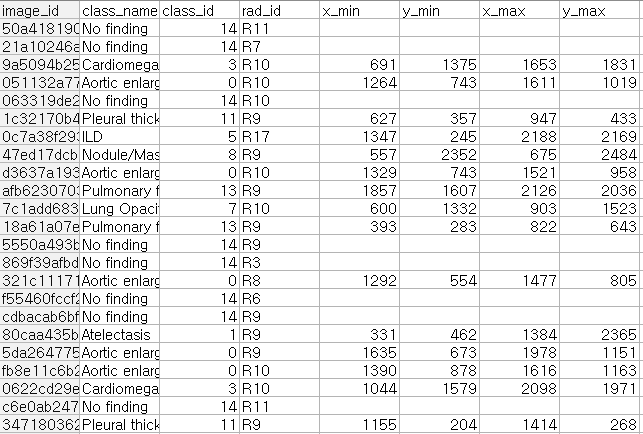 image_id class_name class_id rad_id x_min y_min x_max y_max
50a418190 No finding 14 R11
21a10246a No finding 14 R7
9a5094b25 Cardiomega 3 R10 691 1375 1653 1831
051132a77 Aortic enlarg 0 R10 1264 743 1611 1019
063319de2 No finding 14 R10
1c32170b4 Pleural thick 11 R9 627 357 947 433
0c7a38f293 ILD 5 R17 1347 245 2188 2169
47ed17dcb Nodule/Mas 8 R9 557 2352 675 2484
d3637a193 Aortic enlarg 0 R10 1329 743 1521 958
afb6230703 Pulmonary f 13 R9 1857 1607 2126 2036
7c1add683 Lung Opaci 7 R10 600 1332 903 1523
18a61a07e Pulmonary f 13 R9 393 283 822 643
5550a493b No finding 14 R9
869f39afbd No finding 14 R3
321c11171 Aortic enlarg 0 R8 1292 554 1477 805
f55460fccf2 No finding 14 R6
cdbacab6bf No finding 14 R9
80caa435b Atelectasis 1 R9 331 462 1384 2365
5da264775 Aortic enlarg 0 R9 1635 673 1978 1151
fb8e11c6b2 Aortic enlarg 0 R10 1390 878 1616 1163
0622cd29e Cardiomega 3 R10 1044 1579 2098 1971
c6e0ab247 No finding 14 R11
347180362 Pleural thick 11 R9 1155 204 1414 268